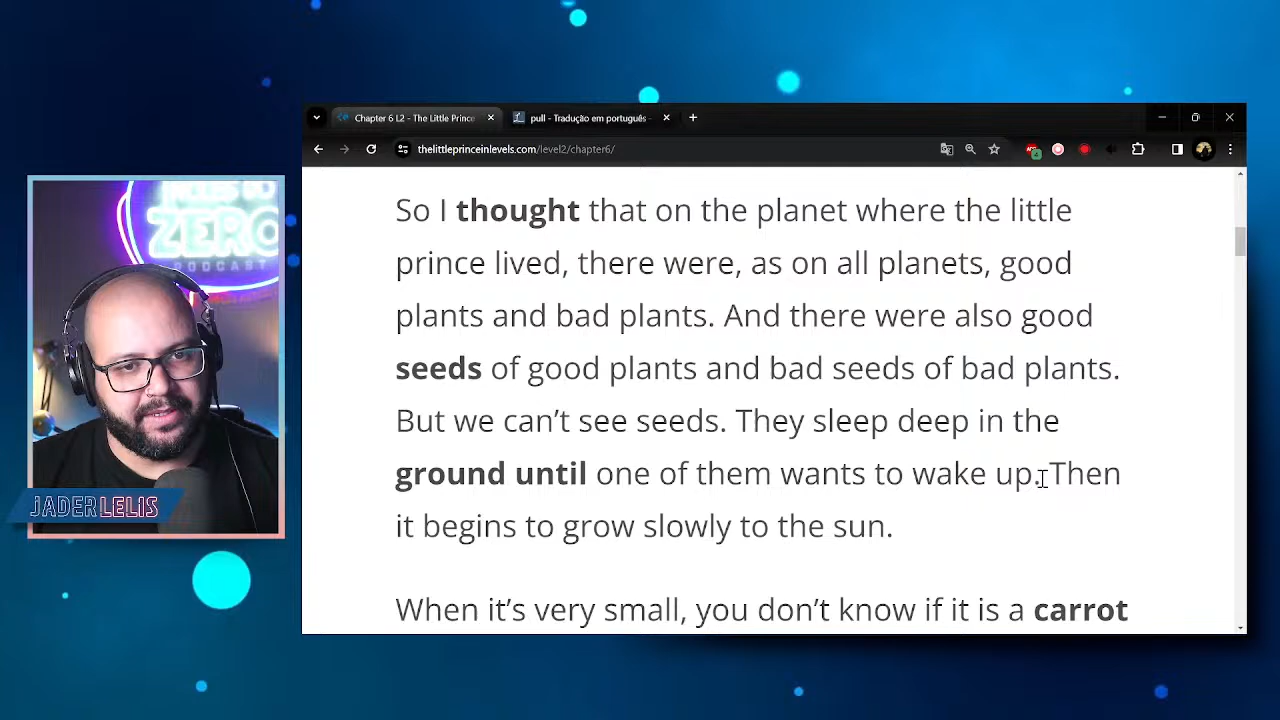 Chapter 6 L2 - The Little Prince
pull - Tradução em português -
thelittleprinceinlevels.com/level2/chapter6/
So I thought that on the planet where the little
prince lived, there were, as on all planets, good
plants and bad plants. And there were also good
seeds of good plants and bad seeds of bad plants.
But we can’t see seeds. They sleep deep in the
ground until one of them wants to wake up. Then
it begins to grow slowly to the sun.
When it’s very small, you don’t know if it is a carrot
ZERO
PODCAST
JADERLELIS